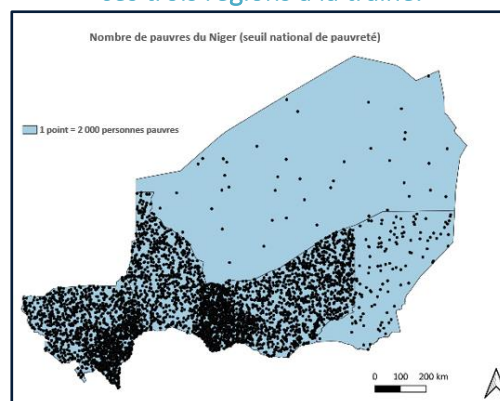 Nombre de pauvres du Niger (seuil national de pauvreté)
1 point = 2 000 personnes pauvres
0 100 200 km